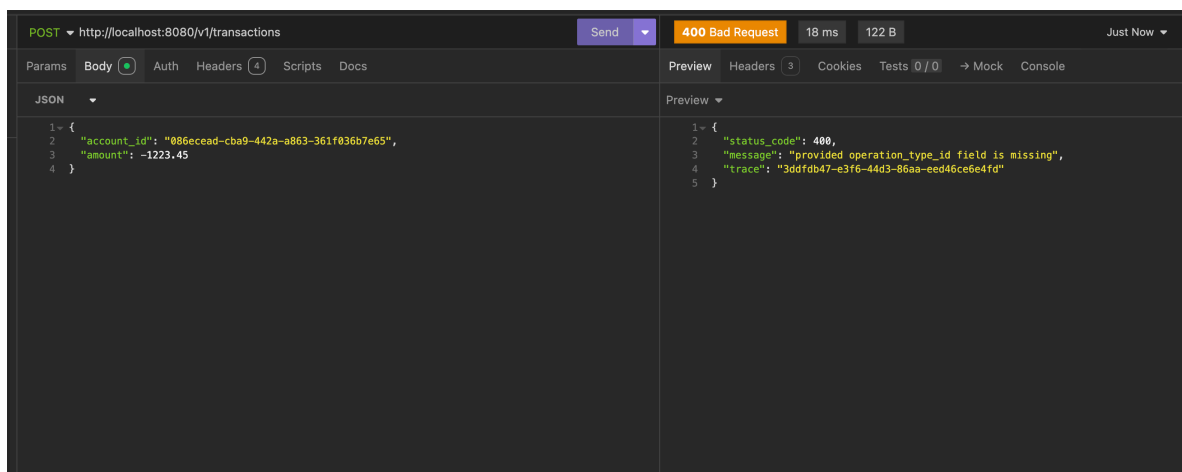 POST http://localhost:8080/v1/transactions Send
Params Body Auth Headers 4 Scripts Docs
JSON
1 {
2 "account_id": "086ecead-cba9-442a-a863-361f036b7e65",
3 "amount": -1223.45
4 }
400 Bad Request 18 ms 122 B Just Now
Preview Headers 3 Cookies Tests 0 / 0 → Mock Console
Preview
1 {
2 "status_code": 400,
3 "message": "provided operation_type_id field is missing",
4 "trace": "3ddfdb47-e3f6-44d3-86aa-eed46ce6e4fd"
5 }